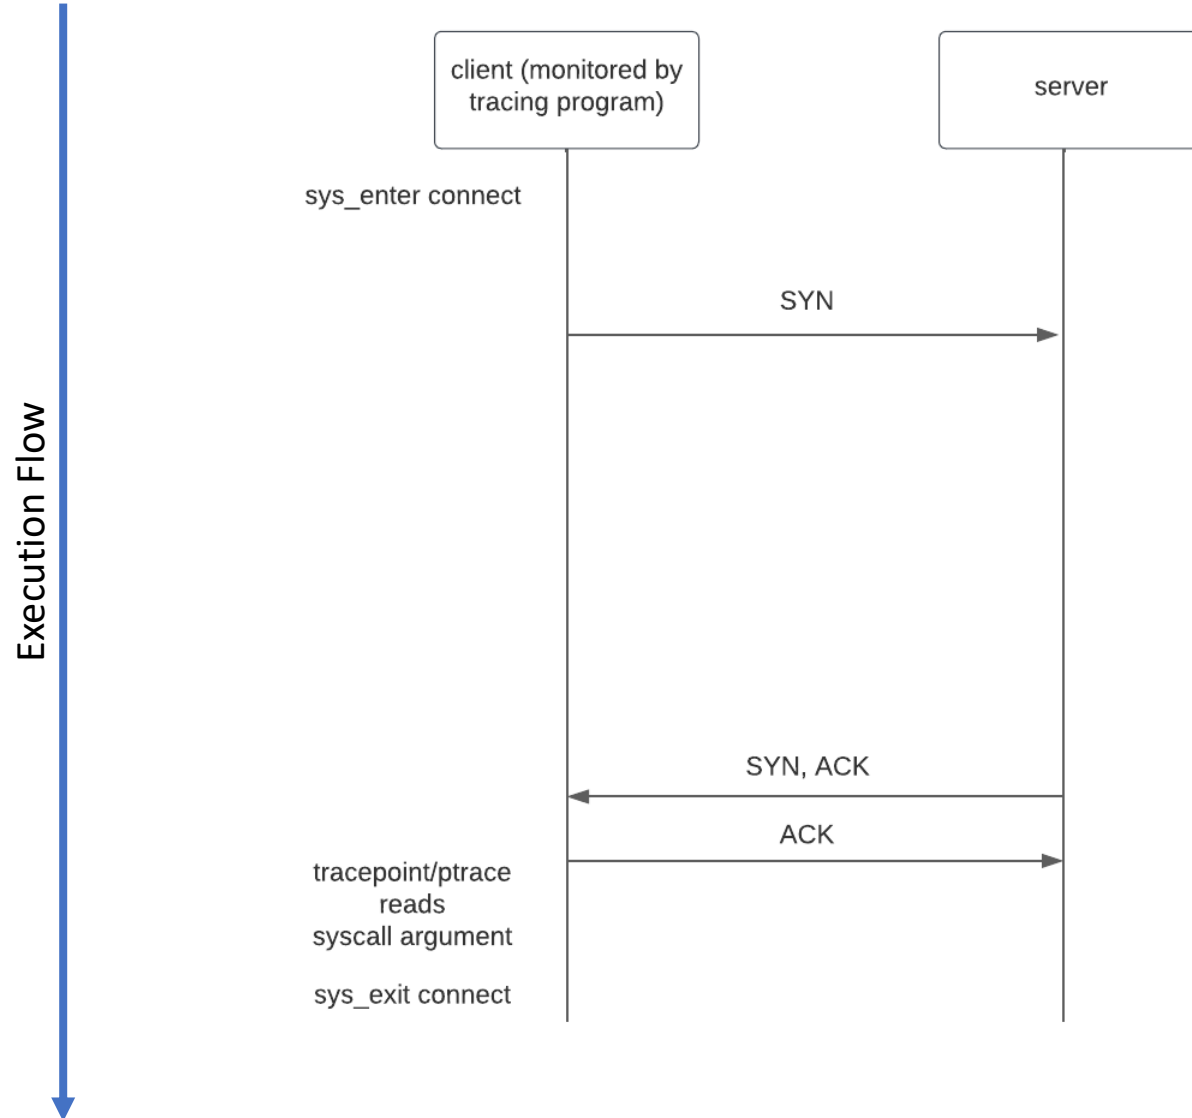 client (monitored by
tracing program)
server
sys_enter connect
SYN
Execution Flow
SYN, ACK
ACK
tracepoint/ptrace
reads
syscall argument
sys_exit connect